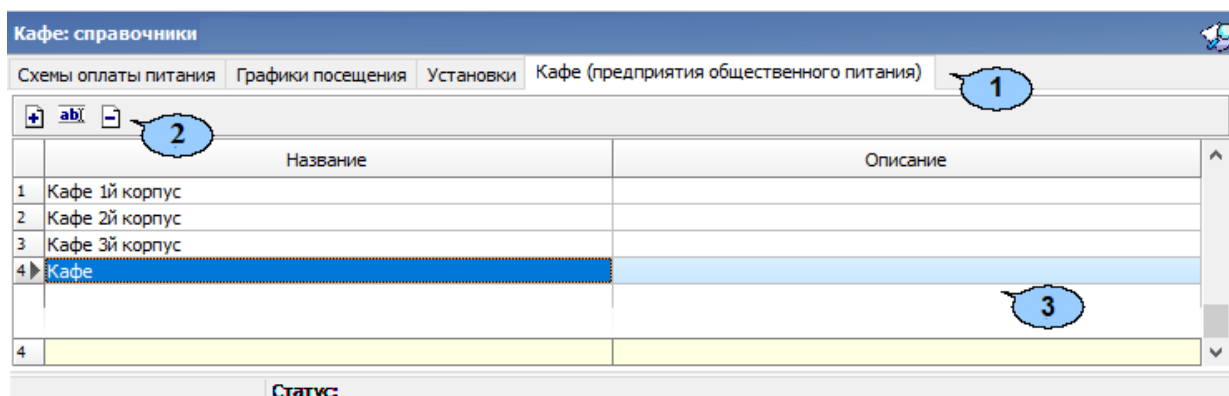 Кафе: справочники
Схемы оплаты питания Графики посещения Установки Кафе (предприятия общественного питания) 1
abI 2
Название Описание
1 Кафе 1й корпус
2 Кафе 2й корпус
3 Кафе 3й корпус
4 Кафе
3
4
Статус: